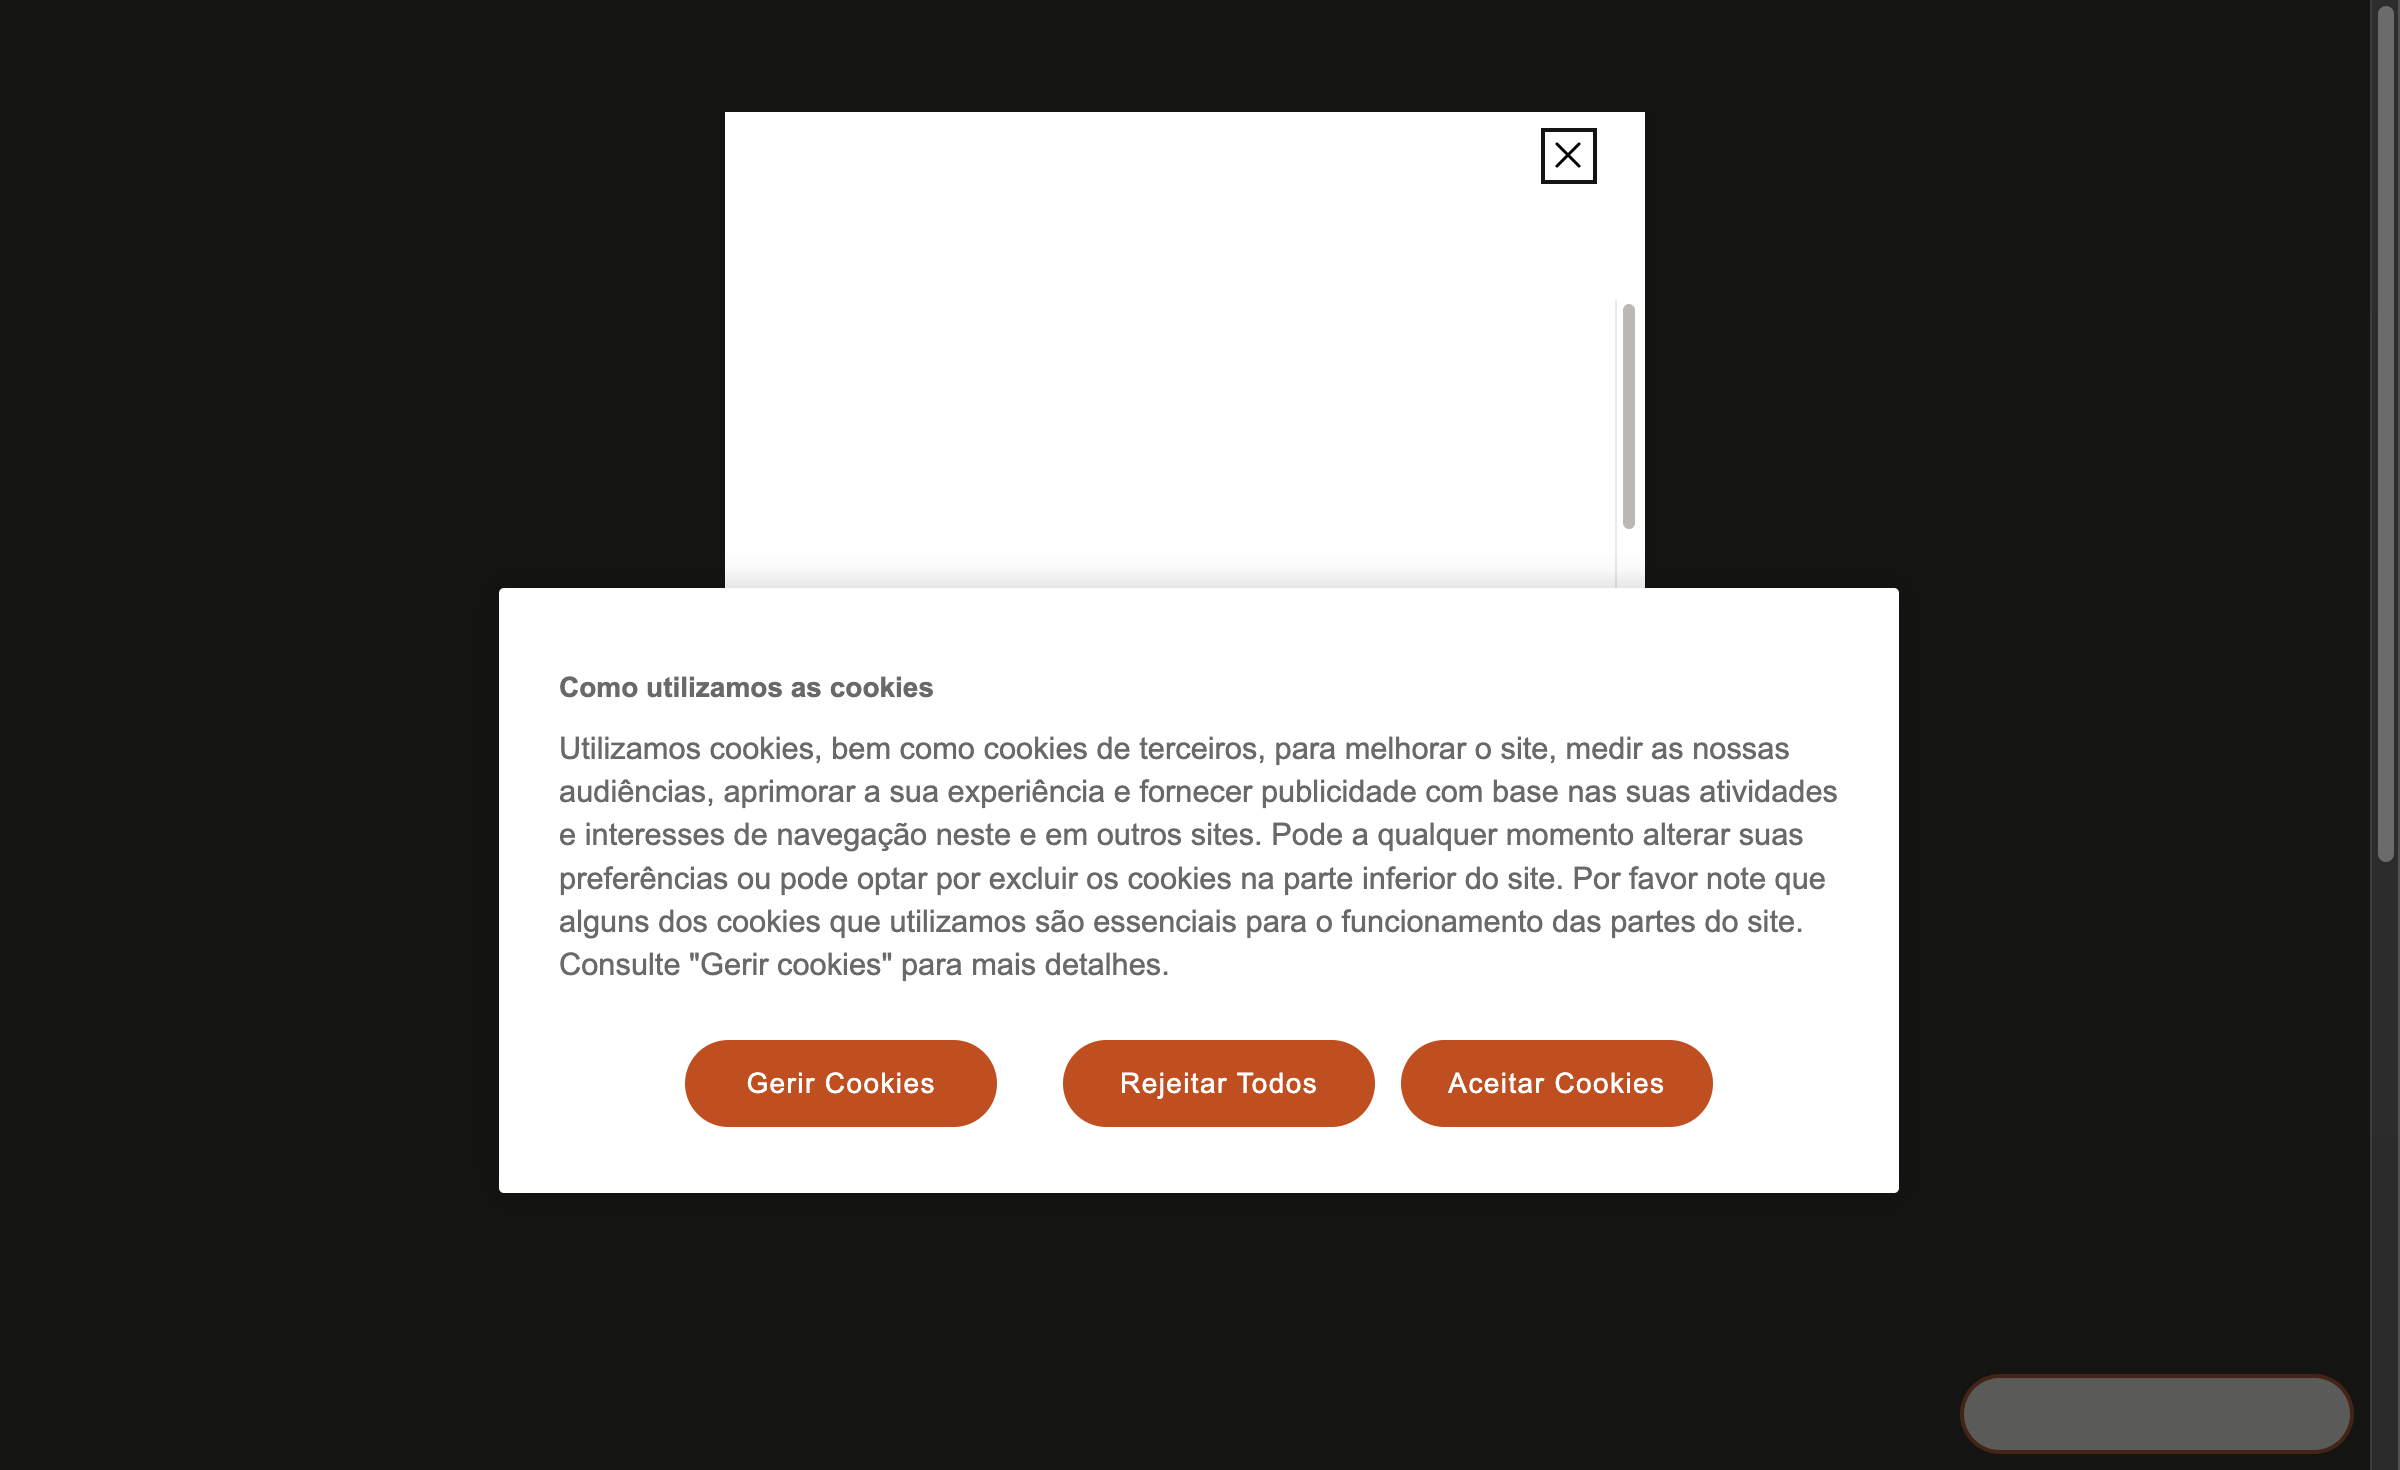 Como utilizamos as cookies
Utilizamos cookies, bem como cookies de terceiros, para melhorar o site, medir as nossas
audiências, aprimorar a sua experiência e fornecer publicidade com base nas suas atividades
e interesses de navegação neste e em outros sites. Pode a qualquer momento alterar suas
preferências ou pode optar por excluir os cookies na parte inferior do site. Por favor note que
alguns dos cookies que utilizamos são essenciais para o funcionamento das partes do site.
Consulte "Gerir cookies" para mais detalhes.
Gerir Cookies
Rejeitar Todos
Aceitar Cookies